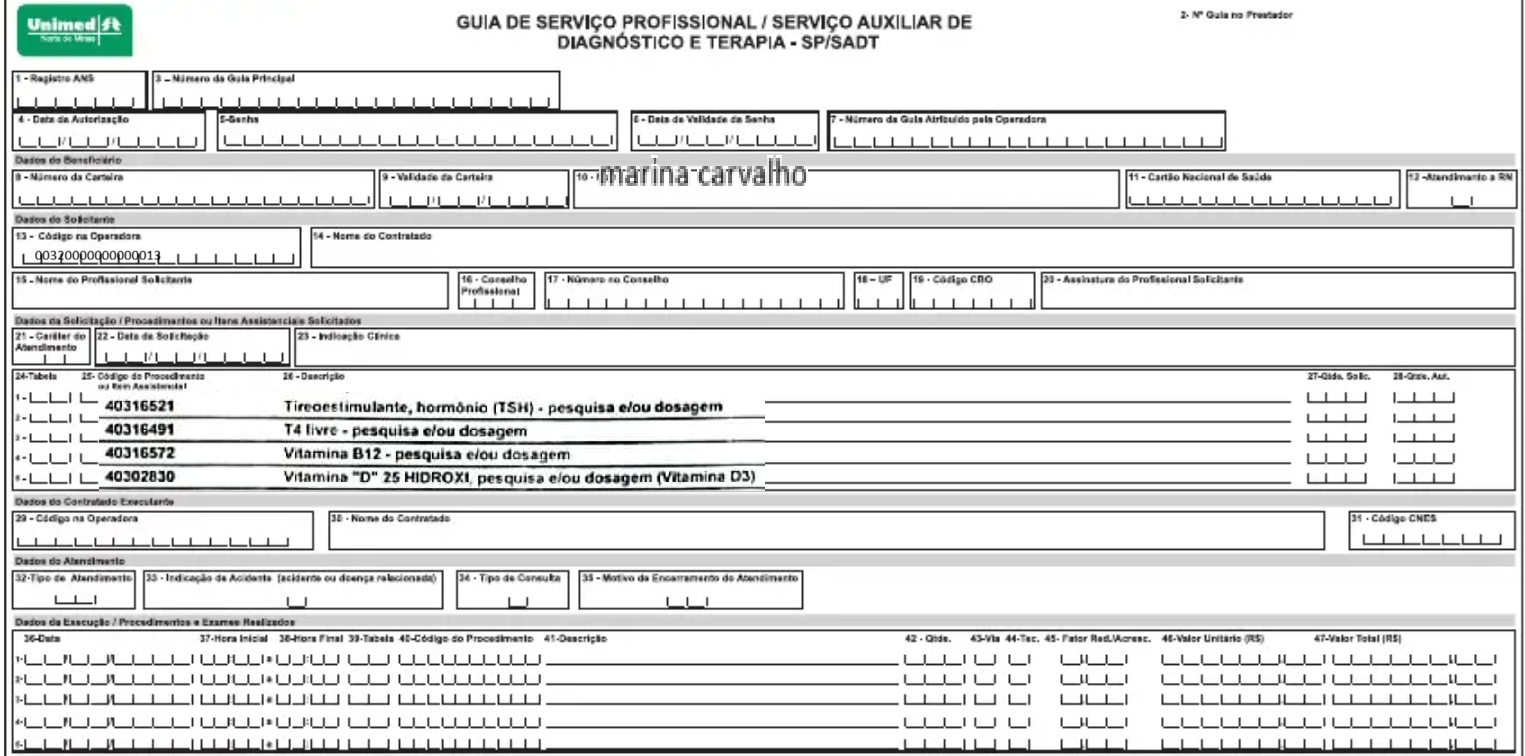 Unimed
Norte de Minas
GUIA DE SERVIÇO PROFISSIONAL / SERVIÇO AUXILIAR DE
DIAGNÓSTICO E TERAPIA - SP/SADT
2- Nº Guia no Prestador
1 - Registro ANS
3 - Número da Guia Principal
4 - Data da Autorização
5-Senha
6 - Data de Validade da Senha
7 - Número da Guia Atribuído pela Operadora
Dados do Beneficiário
8 - Número da Carteira
9 - Validade da Carteira
10 -
marina carvalho
11 - Cartão Nacional de Saúde
12 -Atendimento a RN
Dados do Solicitante
13 - Código na Operadora
00320000000000013
14 - Nome do Contratado
15 - Nome do Profissional Solicitante
16 - Conselho
Profissional
17 - Número no Conselho
18 - UF
19 - Código CBO
20 - Assinatura do Profissional Solicitante
Dados da Solicitação / Procedimentos ou Itens Assistenciais Solicitados
21 - Caráter do
Atendimento
22 - Data da Solicitação
23 - Indicação Clínica
24-Tabela 25- Código do Procedimento 26 - Descrição 27-Qtde. Solic. 28-Qtde. Aut.
ou Item Assistencial
1 - 40316521 Tireoestimulante, hormônio (TSH) - pesquisa e/ou dosagem
2 - 40316491 T4 livre - pesquisa e/ou dosagem
3 - 40316572 Vitamina B12 - pesquisa e/ou dosagem
4 -
5 - 40302830 Vitamina "D" 25 HIDROXI, pesquisa e/ou dosagem (Vitamina D3)
Dados do Contratado Executante
29 - Código na Operadora
30 - Nome do Contratado
31 - Código CNES
Dados do Atendimento
32-Tipo de Atendimento
33 - Indicação de Acidente (acidente ou doença relacionada)
34 - Tipo de Consulta
35 - Motivo de Encerramento do Atendimento
Dados da Execução / Procedimentos e Exames Realizados
36-Data 37-Hora Inicial 38-Hora Final 39-Tabela 40-Código do Procedimento 41-Descrição 42 - Qtde. 43-Via 44-Tec. 45- Fator Red./Acresc. 46-Valor Unitário (R$) 47-Valor Total (R$)
1-
2-
3-
4-
5-